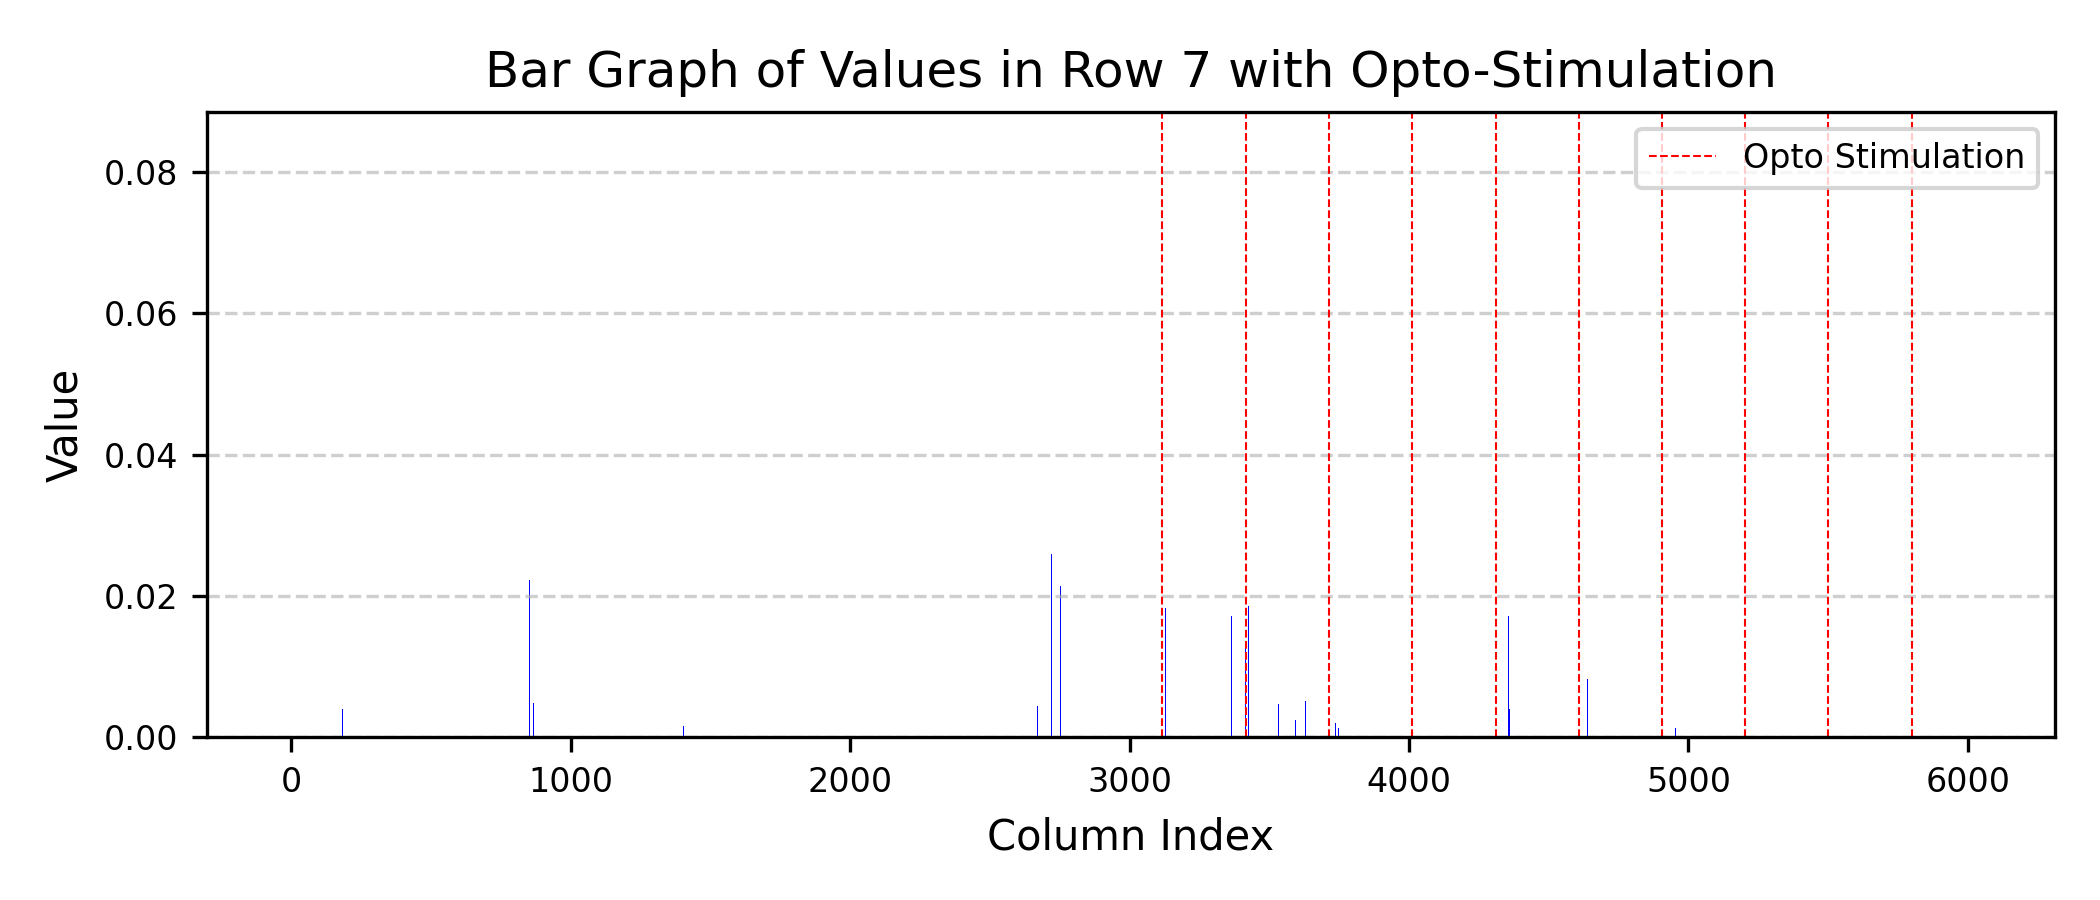 Bar Graph of Values in Row 7 with Opto-Stimulation
Opto Stimulation
0.08
0.06
0.04
0.02
0.00
Value
0 1000 2000 3000 4000 5000 6000
Column Index